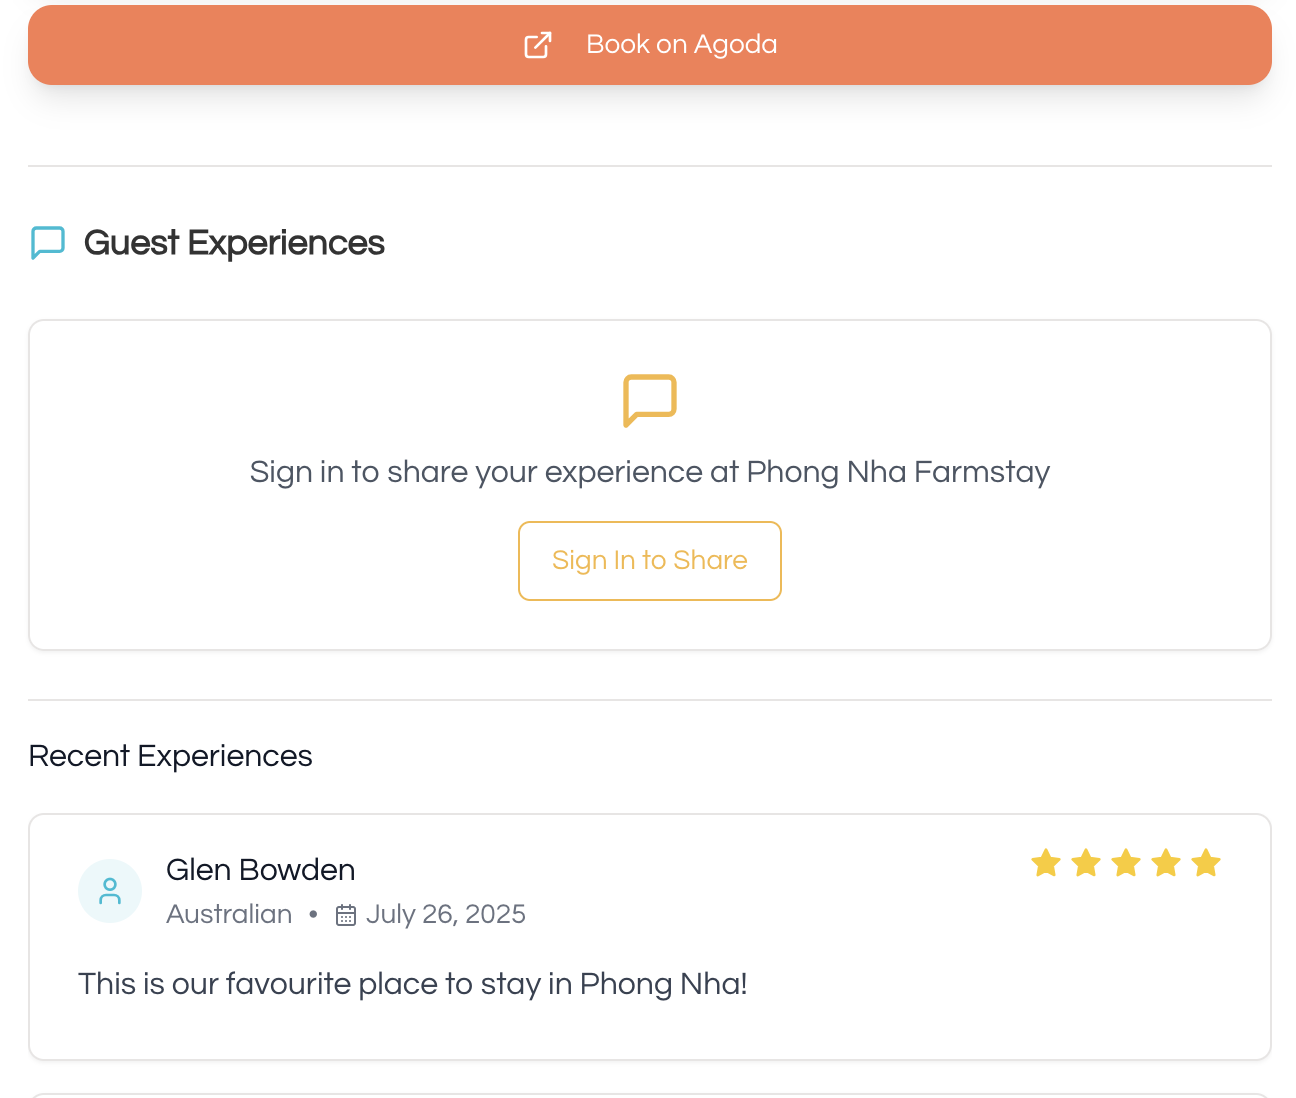 Book on Agoda
Guest Experiences
Sign in to share your experience at Phong Nha Farmstay
Sign In to Share
Recent Experiences
Glen Bowden
Australian • July 26, 2025
This is our favourite place to stay in Phong Nha!